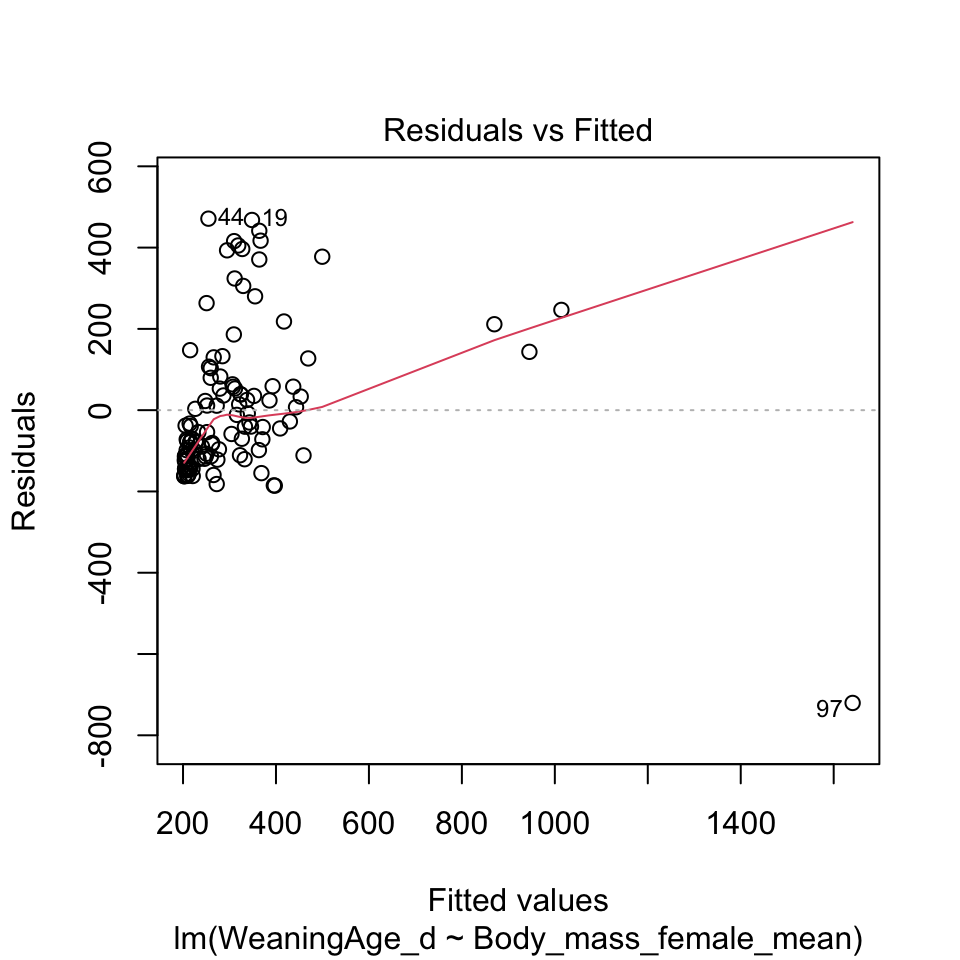 Residuals vs Fitted
600
400
200
0
-400
-800
Residuals
44
19
97
200 400 600 800 1000 1400
Fitted values
lm(WeaningAge_d ~ Body_mass_female_mean)